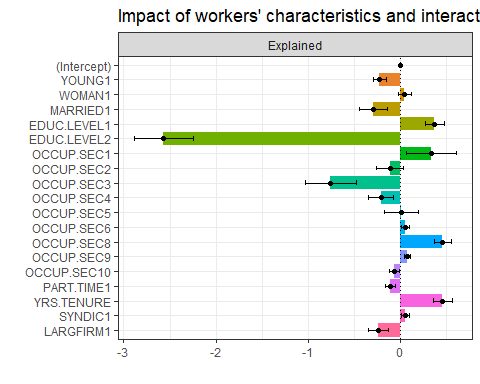 Impact of workers' characteristics and interact
Explained
(Intercept)
YOUNG1
WOMAN1
MARRIED1
EDUC.LEVEL1
EDUC.LEVEL2
OCCUP.SEC1
OCCUP.SEC2
OCCUP.SEC3
OCCUP.SEC4
OCCUP.SEC5
OCCUP.SEC6
OCCUP.SEC8
OCCUP.SEC9
OCCUP.SEC10
PART.TIME1
YRS.TENURE
SYNDIC1
LARGFIRM1
-3 -2 -1 0